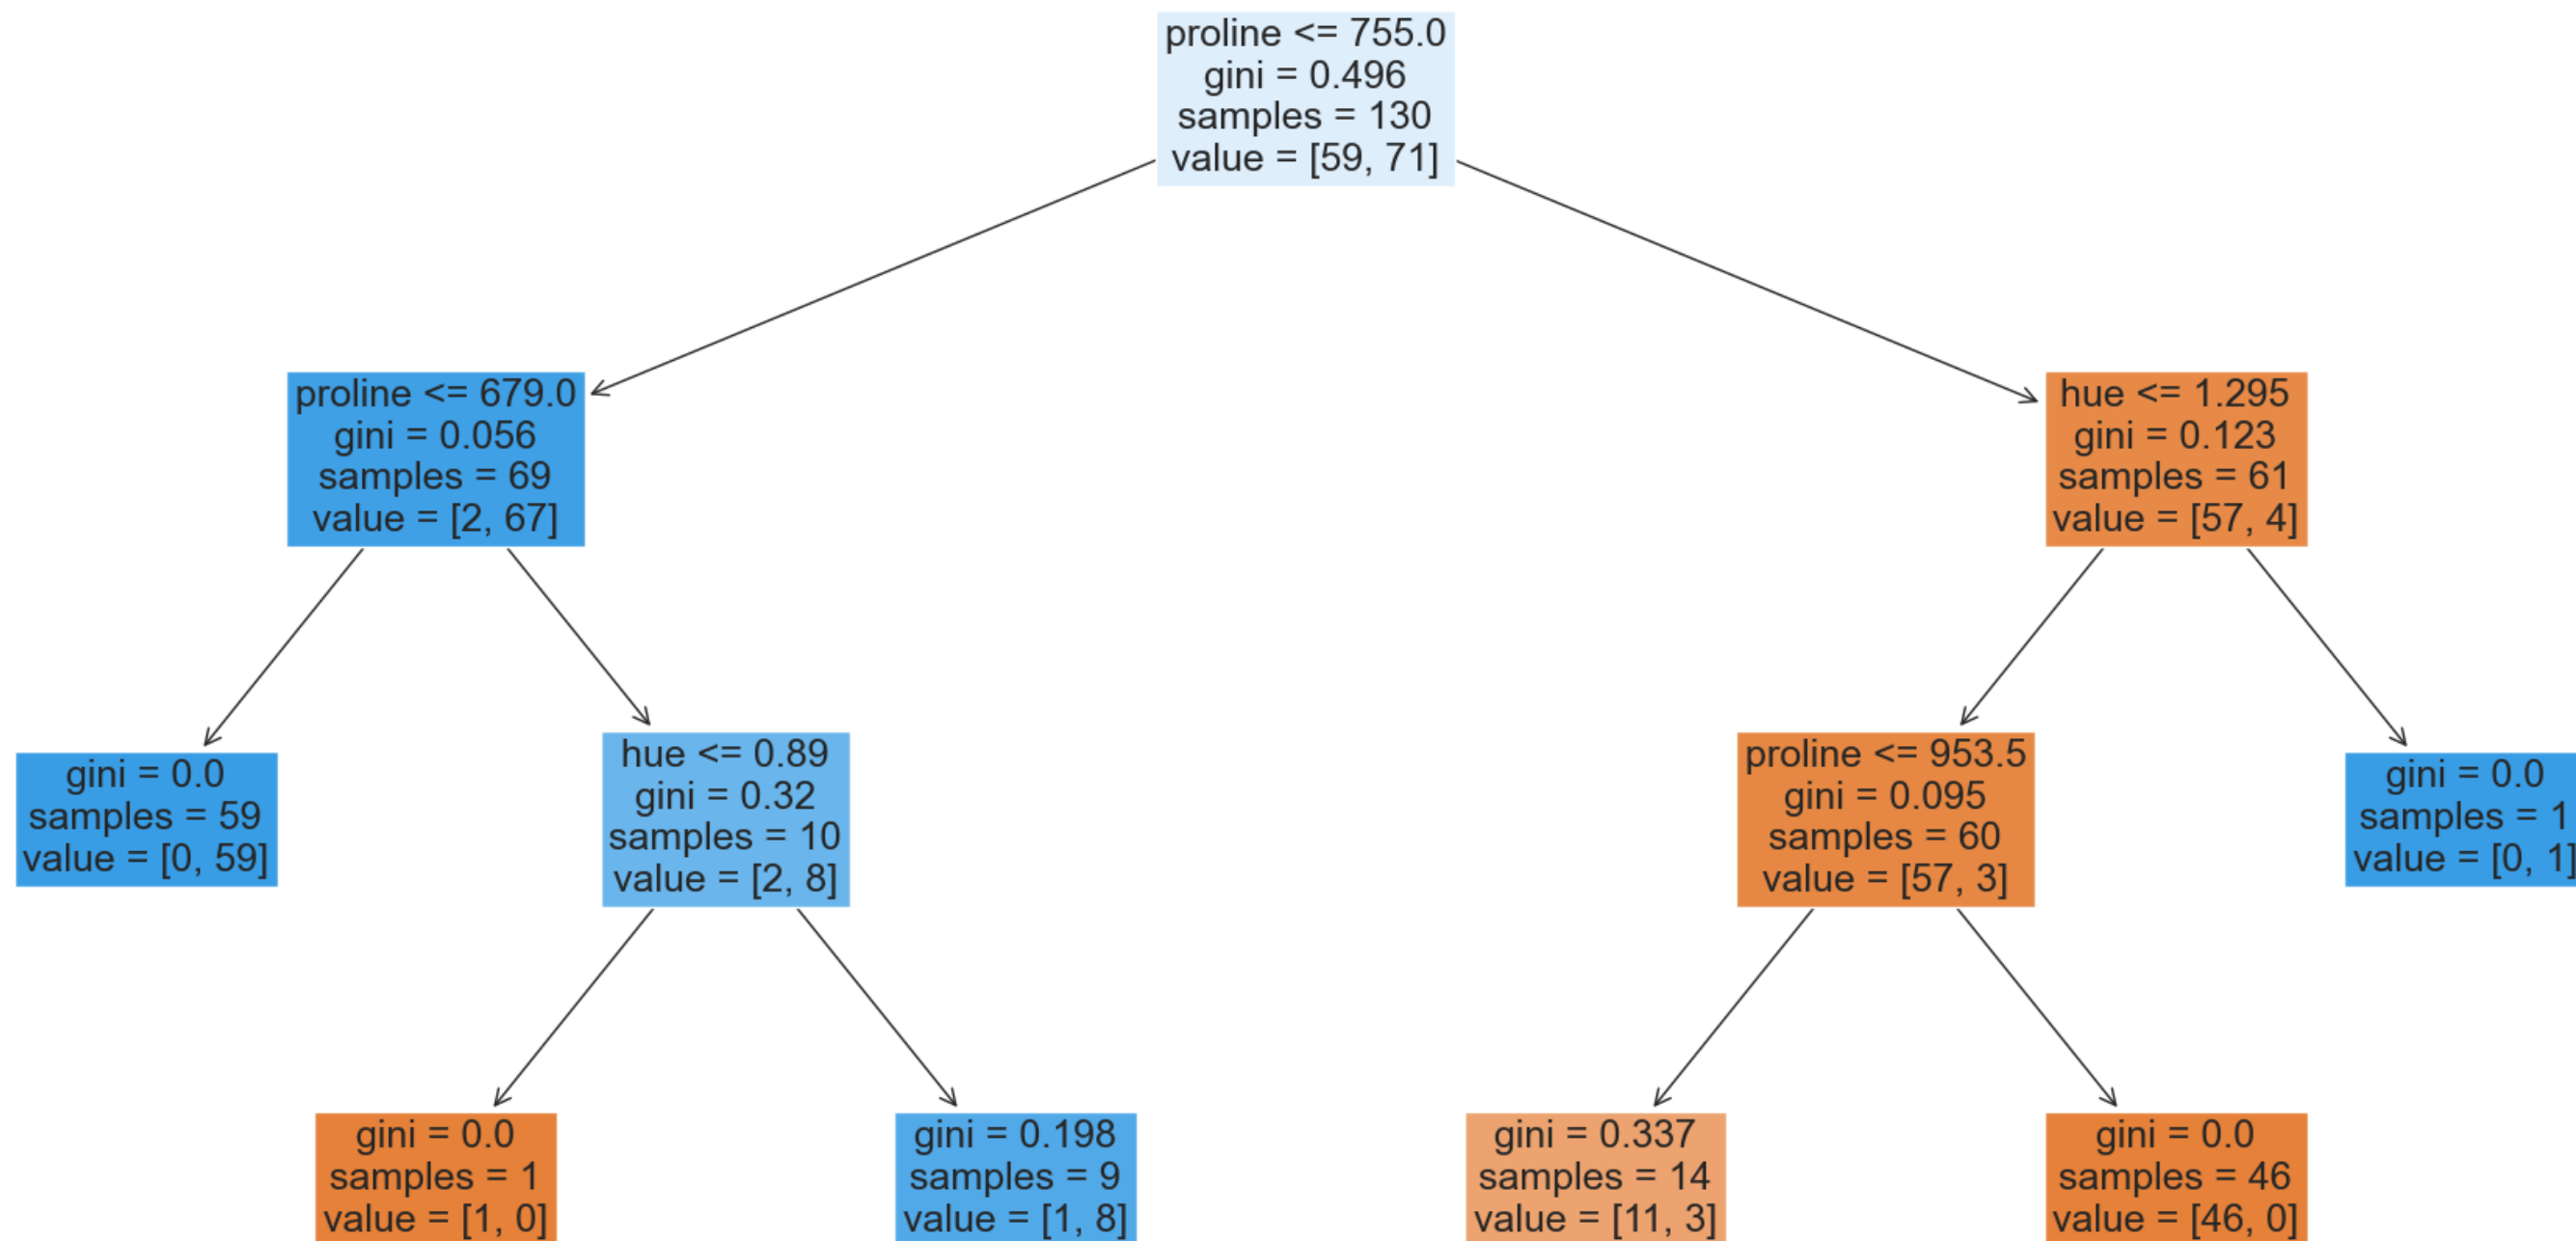 proline <= 755.0
gini = 0.496
samples = 130
value = [59, 71]
proline <= 679.0
gini = 0.056
samples = 69
value = [2, 67]
hue <= 1.295
gini = 0.123
samples = 61
value = [57, 4]
gini = 0.0
samples = 59
value = [0, 59]
hue <= 0.89
gini = 0.32
samples = 10
value = [2, 8]
proline <= 953.5
gini = 0.095
samples = 60
value = [57, 3]
gini = 0.0
samples = 1
value = [0, 1]
gini = 0.0
samples = 1
value = [1, 0]
gini = 0.198
samples = 9
value = [1, 8]
gini = 0.337
samples = 14
value = [11, 3]
gini = 0.0
samples = 46
value = [46, 0]